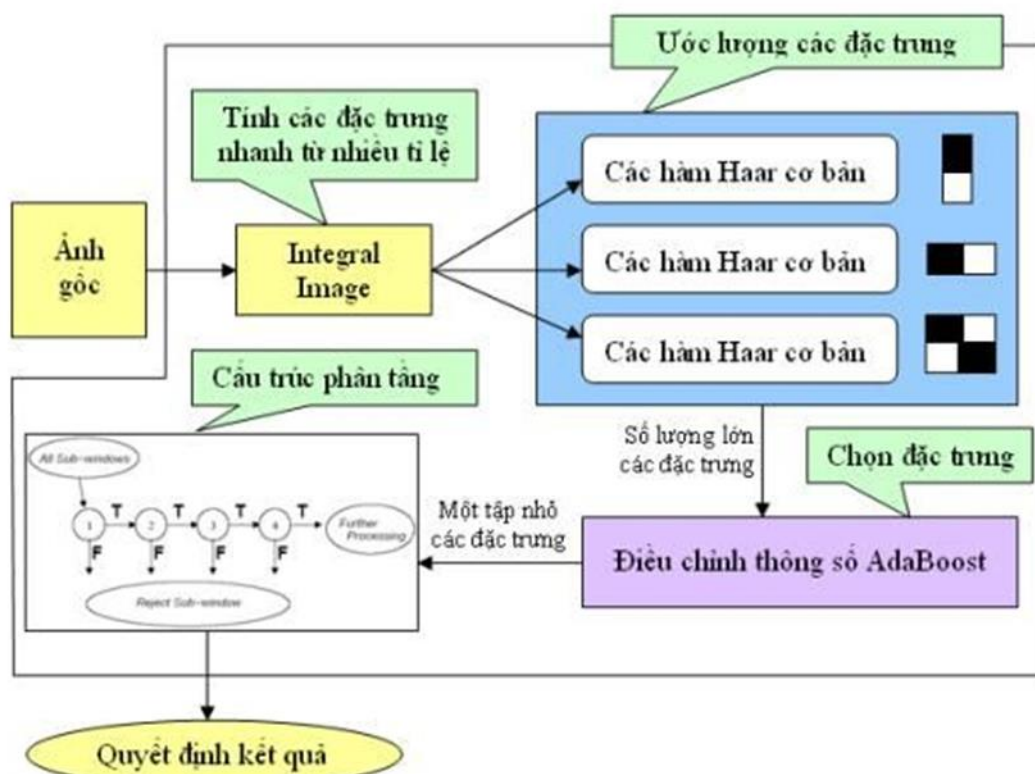 Ước lượng các đặc trưng
Tính các đặc trưng
nhanh từ nhiều tỉ lệ
Các hàm Haar cơ bản
Ảnh
gốc
Integral
Image
Các hàm Haar cơ bản
Các hàm Haar cơ bản
Cấu trúc phân tầng
Số lượng lớn
các đặc trưng
Chọn đặc trưng
All Sub-windows
T T T T
1 2 3 4
Further
Processing
F F F F
Reject Sub-window
Một tập nhỏ
các đặc trưng
Điều chỉnh thông số AdaBoost
Quyết định kết quả